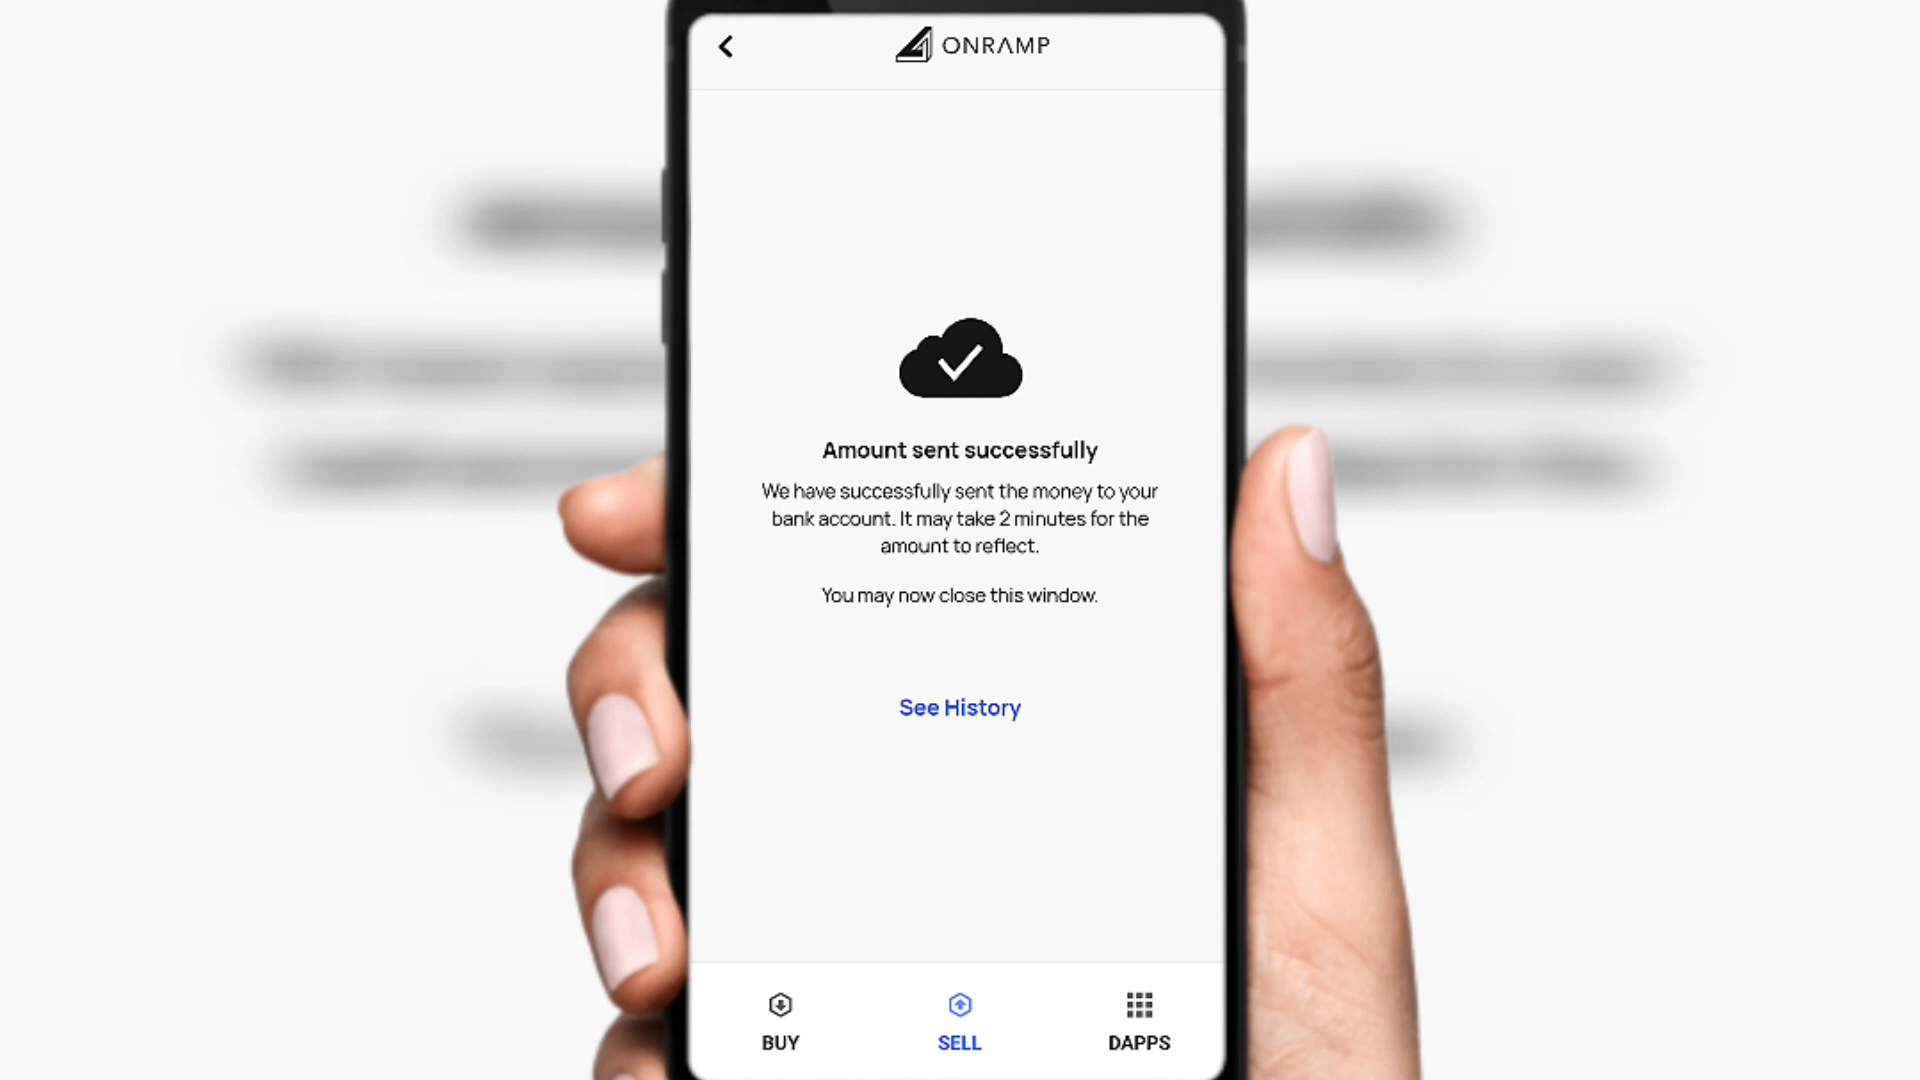 ONRAMP
Amount sent successfully
We have successfully sent the money to your
bank account. It may take 2 minutes for the
amount to reflect.
You may now close this window.
See History
BUY SELL DAPPS